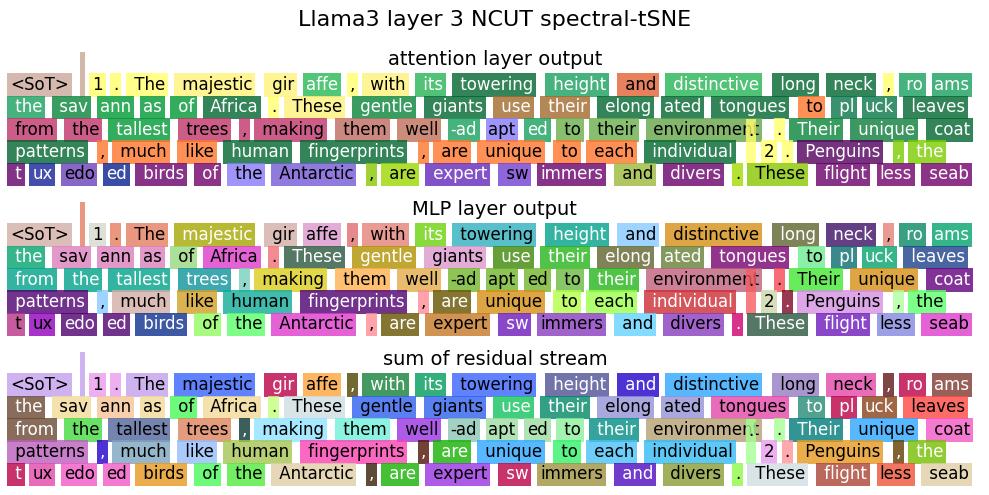 Llama3 layer 3 NCUT spectral-tSNE
attention layer output
<SoT> 1 . The majestic gir affe , with its towering height and distinctive long neck , ro ams
the sav ann as of Africa . These gentle giants use their elong ated tongues to pl uck leaves
from the tallest trees , making them well -ad apt ed to their environment . Their unique coat
patterns , much like human fingerprints , are unique to each individual . 2 . Penguins , the
t ux edo ed birds of the Antarctic , are expert sw immers and divers . These flight less seab
MLP layer output
<SoT> 1 . The majestic gir affe , with its towering height and distinctive long neck , ro ams
the sav ann as of Africa . These gentle giants use their elong ated tongues to pl uck leaves
from the tallest trees , making them well -ad apt ed to their environment . Their unique coat
patterns , much like human fingerprints , are unique to each individual . 2 . Penguins , the
t ux edo ed birds of the Antarctic , are expert sw immers and divers . These flight less seab
sum of residual stream
<SoT> 1 . The majestic gir affe , with its towering height and distinctive long neck , ro ams
the sav ann as of Africa . These gentle giants use their elong ated tongues to pl uck leaves
from the tallest trees , making them well -ad apt ed to their environment . Their unique coat
patterns , much like human fingerprints , are unique to each individual . 2 . Penguins , the
t ux edo ed birds of the Antarctic , are expert sw immers and divers . These flight less seab